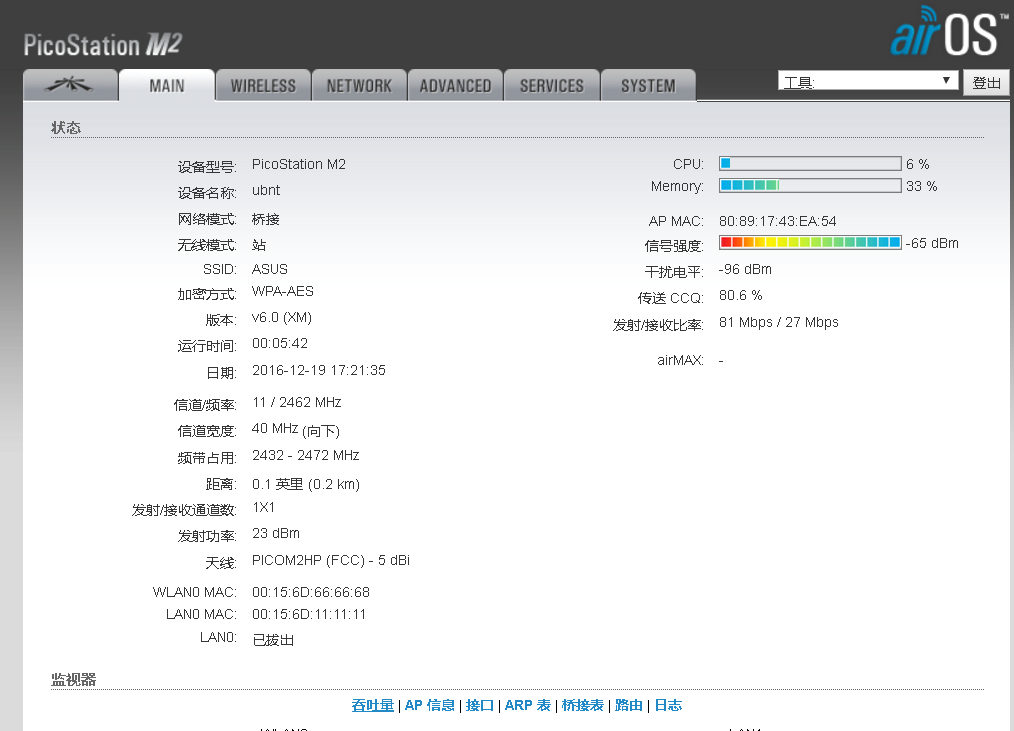 PicoStation M2
airOS™
MAIN
WIRELESS
NETWORK
ADVANCED
SERVICES
SYSTEM
工具:
登出
状态
设备型号: PicoStation M2
设备名称: ubnt
网络模式: 桥接
无线模式: 站
SSID: ASUS
加密方式: WPA-AES
版本: v6.0 (XM)
运行时间: 00:05:42
日期: 2016-12-19 17:21:35
信道/频率: 11 / 2462 MHz
信道宽度: 40 MHz (向下)
频带占用: 2432 - 2472 MHz
距离: 0.1 英里 (0.2 km)
发射/接收通道数: 1X1
发射功率: 23 dBm
天线: PICOM2HP (FCC) - 5 dBi
WLAN0 MAC: 00:15:6D:66:66:68
LAN0 MAC: 00:15:6D:11:11:11
LAN0: 已拔出
CPU: 6 %
Memory: 33 %
AP MAC: 80:89:17:43:EA:54
信号强度: -65 dBm
干扰电平: -96 dBm
传送 CCQ: 80.6 %
发射/接收比率: 81 Mbps / 27 Mbps
airMAX: -
监视器
吞吐量 | AP 信息 | 接口 | ARP 表 | 桥接表 | 路由 | 日志